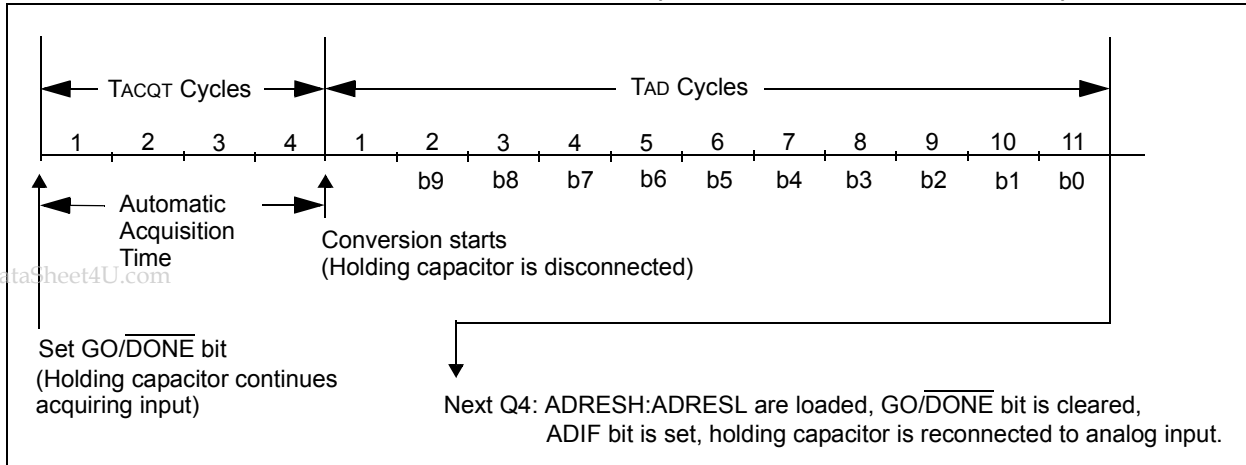 TACQT Cycles
TAD Cycles
1 2 3 4 1 2 3 4 5 6 7 8 9 10 11
b9 b8 b7 b6 b5 b4 b3 b2 b1 b0
Automatic
Acquisition
Time
Conversion starts
(Holding capacitor is disconnected)
ataSheet4U.com
Set GO/DONE bit
(Holding capacitor continues
acquiring input)
Next Q4: ADRESH:ADRESL are loaded, GO/DONE bit is cleared,
ADIF bit is set, holding capacitor is reconnected to analog input.